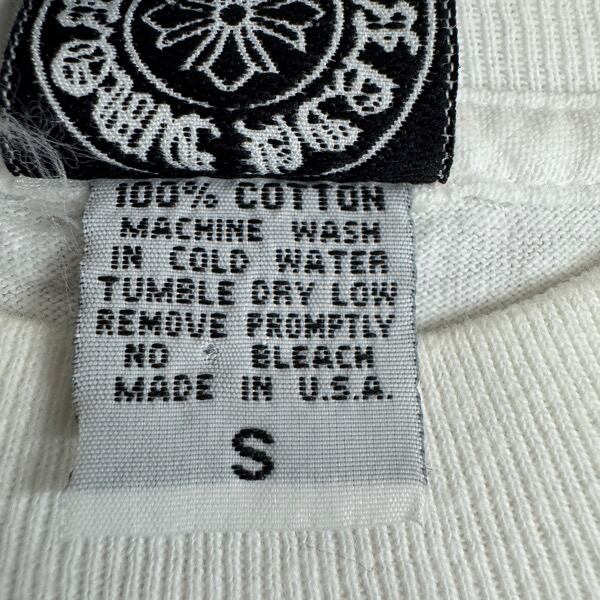 100% COTTON
MACHINE WASH
IN COLD WATER
TUMBLE DRY LOW
REMOVE PROMPTLY
NO BLEACH
MADE IN U.S.A.
S